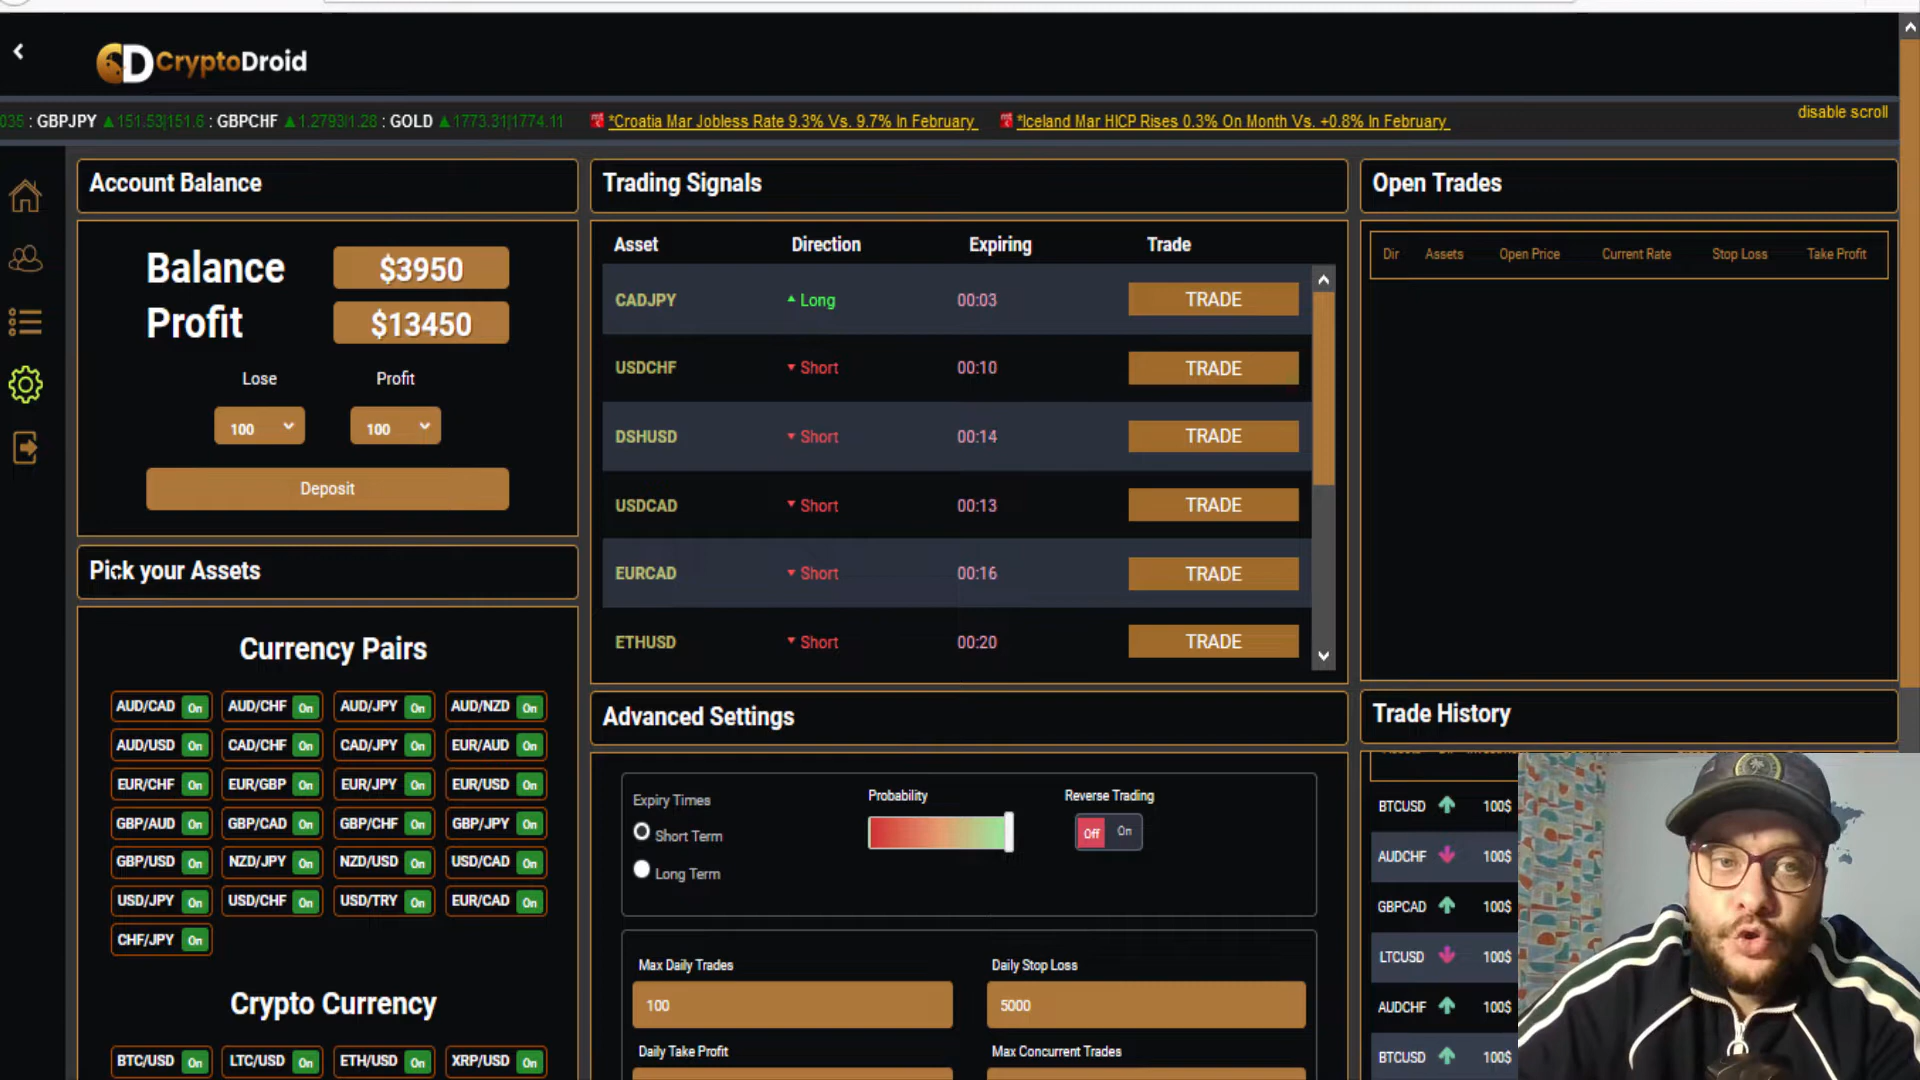 CryptoDroid
035 : GBPJPY ▲151.53|151.6 : GBPCHF ▲1.2793|1.28 : GOLD ▲1773.31|1774.11
*Croatia Mar Jobless Rate 9.3% Vs. 9.7% In February
*Iceland Mar HICP Rises 0.3% On Month Vs. +0.8% In February
disable scroll
Account Balance
Balance $3950
Profit $13450
Lose Profit
100 100
Deposit
Pick your Assets
Currency Pairs
AUD/CAD On AUD/CHF On AUD/JPY On AUD/NZD On
AUD/USD On CAD/CHF On CAD/JPY On EUR/AUD On
EUR/CHF On EUR/GBP On EUR/JPY On EUR/USD On
GBP/AUD On GBP/CAD On GBP/CHF On GBP/JPY On
GBP/USD On NZD/JPY On NZD/USD On USD/CAD On
USD/JPY On USD/CHF On USD/TRY On EUR/CAD On
CHF/JPY On
Crypto Currency
BTC/USD On LTC/USD On ETH/USD On XRP/USD On
Trading Signals
Asset Direction Expiring Trade
CADJPY Long 00:03 TRADE
USDCHF Short 00:10 TRADE
DSHUSD Short 00:14 TRADE
USDCAD Short 00:13 TRADE
EURCAD Short 00:16 TRADE
ETHUSD Short 00:20 TRADE
Advanced Settings
Expiry Times
Short Term
Long Term
Probability
Reverse Trading
Off On
Max Daily Trades Daily Stop Loss
100 5000
Daily Take Profit Max Concurrent Trades
Open Trades
Dir Assets Open Price Current Rate Stop Loss Take Profit
Trade History
BTCUSD 100$
AUDCHF 100$
GBPCAD 100$
LTCUSD 100$
AUDCHF 100$
BTCUSD 100$